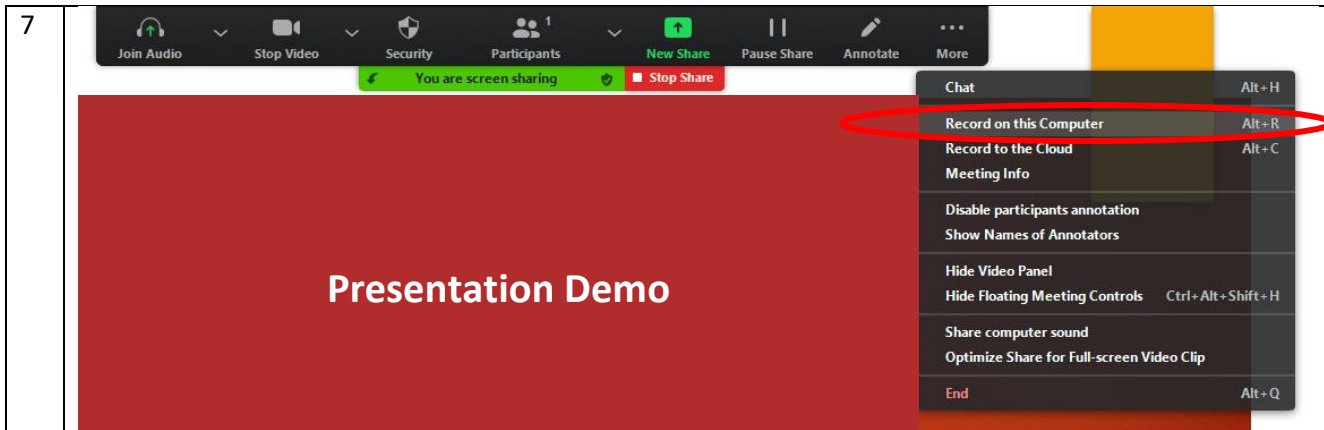 7
1
Join Audio Stop Video Security Participants New Share Pause Share Annotate More
You are screen sharing Stop Share
Chat Alt+H
Record on this Computer Alt+R
Record to the Cloud Alt+C
Meeting Info
Disable participants annotation
Show Names of Annotators
Hide Video Panel
Hide Floating Meeting Controls Ctrl+Alt+Shift+H
Share computer sound
Optimize Share for Full-screen Video Clip
End Alt+Q
Presentation Demo